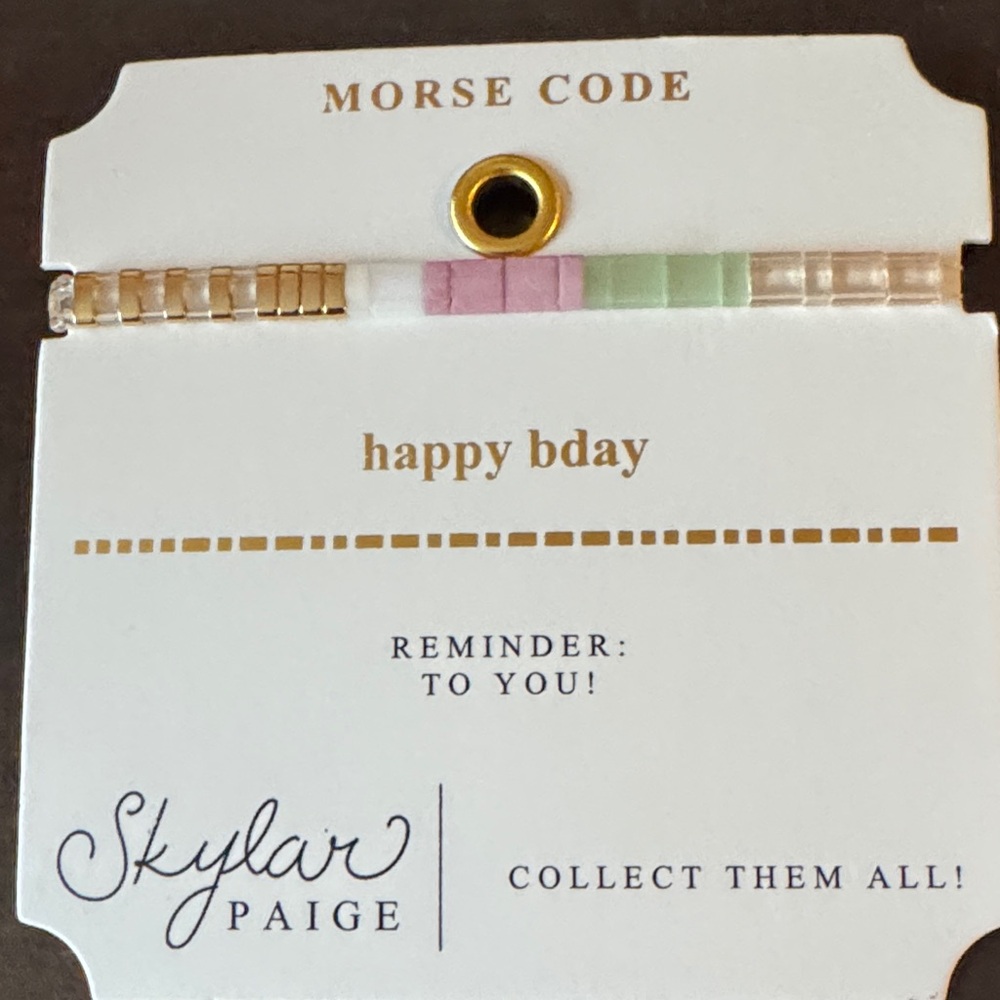 MORSE CODE
happy bday
REMINDER:
TO YOU!
Skylar
PAIGE
COLLECT THEM ALL!